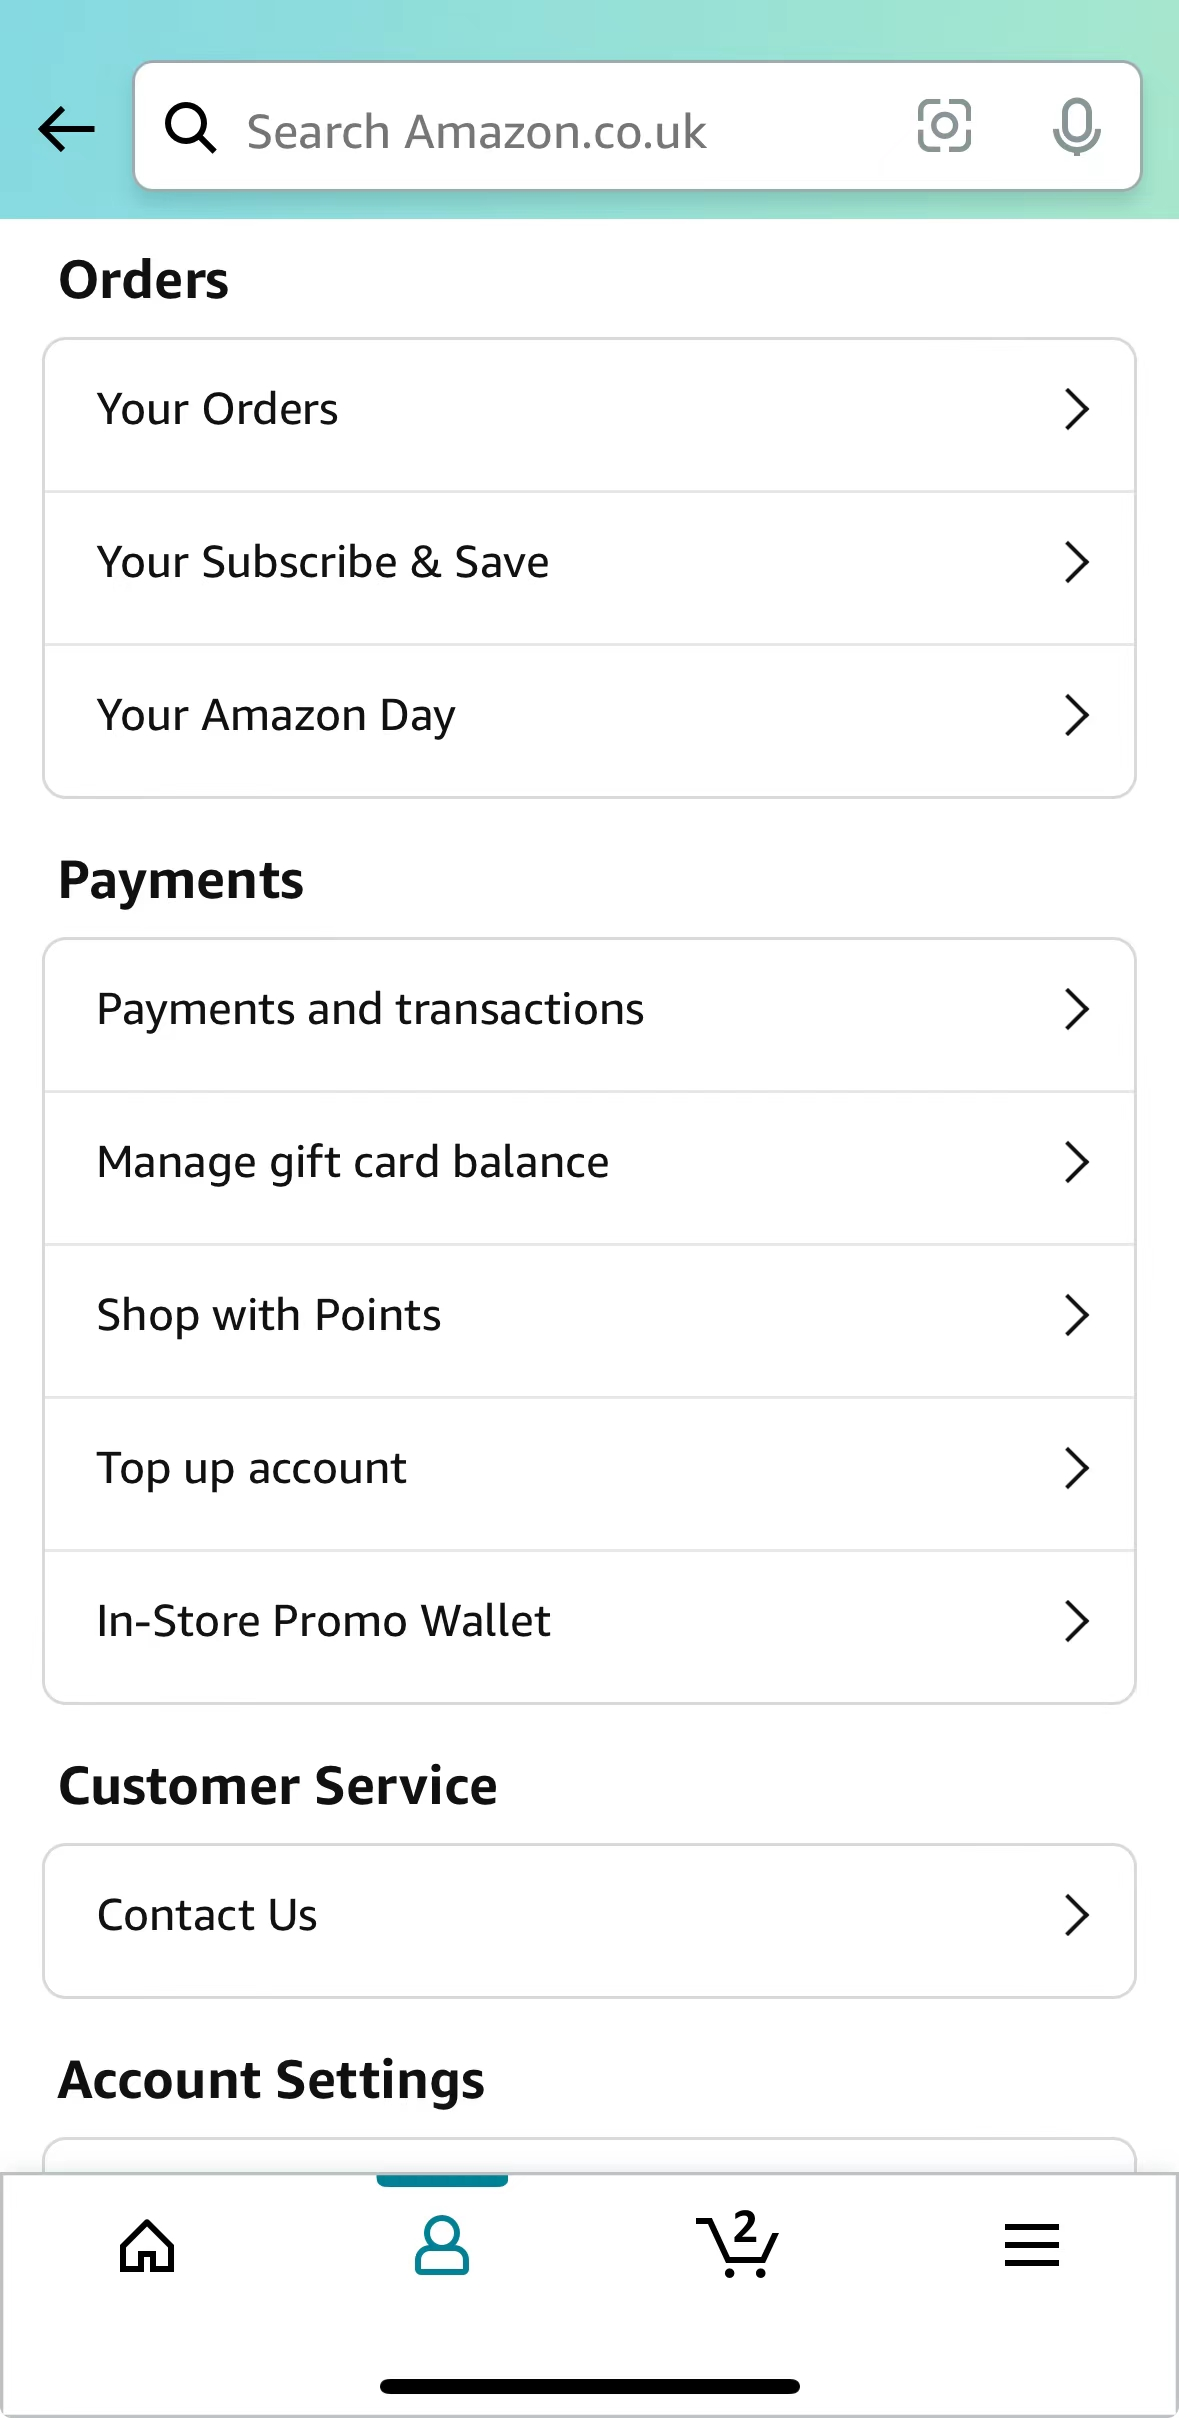 Search Amazon.co.uk
Orders
Your Orders
Your Subscribe & Save
Your Amazon Day
Payments
Payments and transactions
Manage gift card balance
Shop with Points
Top up account
In-Store Promo Wallet
Customer Service
Contact Us
Account Settings
2